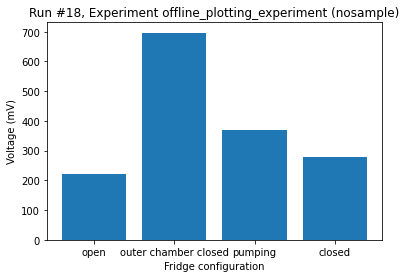 Run #18, Experiment offline_plotting_experiment (nosample)
700
600
500
400
300
200
100
0
Voltage (mV)
open outer chamber closed pumping closed
Fridge configuration